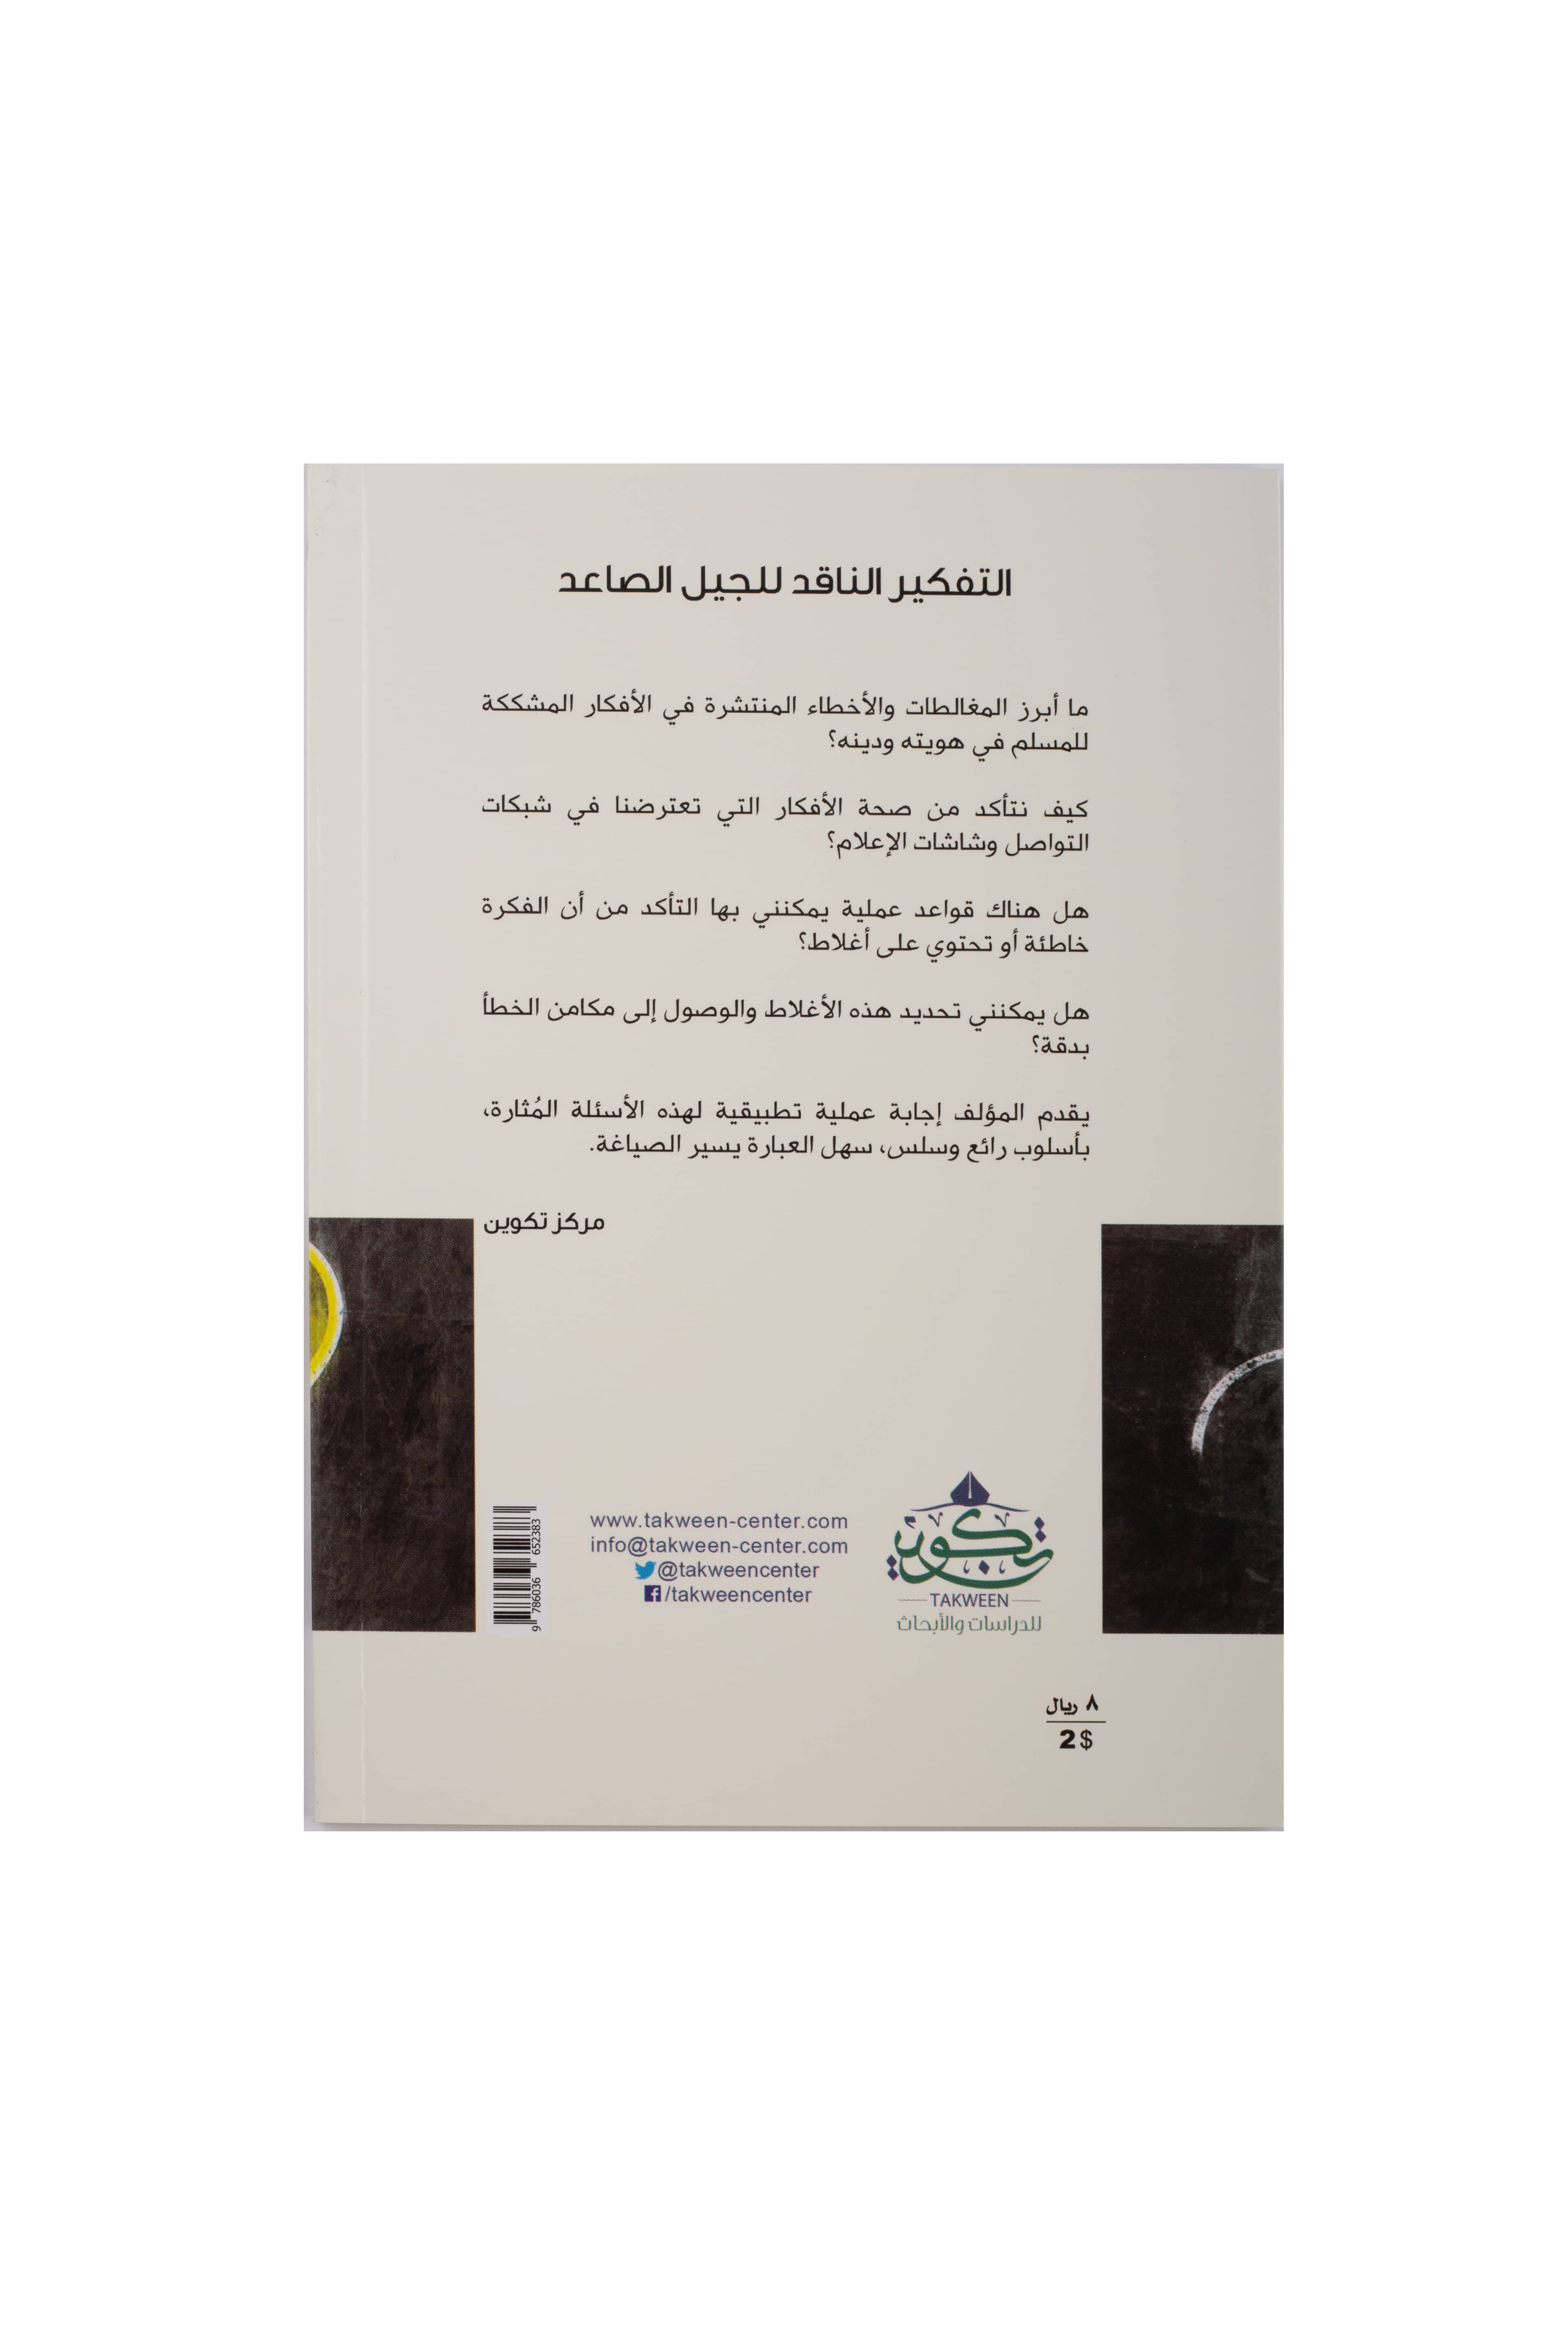 التفكير الناقد للجيل الصاعد
ما أبرز المغالطات والأخطاء المنتشرة في الأفكار المشككة
للمسلم في هويته ودينه؟
كيف نتأكد من صحة الأفكار التي تعترضنا في شبكات
التواصل وشاشات الإعلام؟
هل هناك قواعد عملية يمكنني بها التأكد من أن الفكرة
خاطئة أو تحتوي على أغلاط؟
هل يمكنني تحديد هذه الأغلاط والوصول إلى مكامن الخطأ
بدقة؟
يقدم المؤلف إجابة عملية تطبيقية لهذه الأسئلة المُثارة،
بأسلوب رائع وسلس، سهل العبارة يسير الصياغة.
مركز تكوين
تكوين
TAKWEEN
للدراسات والأبحاث
www.takween-center.com
info@takween-center.com
@takweencenter
/takweencenter
9 786036 652383
٨ ريال
2$